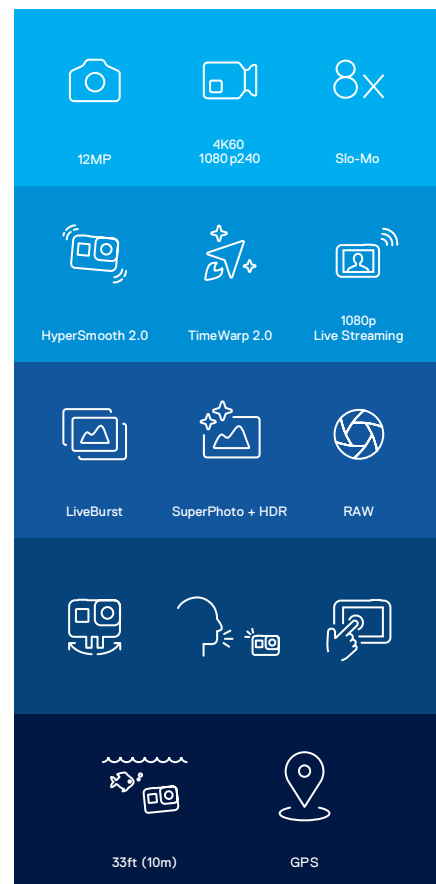 8x
12MP
4K60
1080p240
Slo-Mo
HyperSmooth 2.0
TimeWarp 2.0
1080p
Live Streaming
LiveBurst
SuperPhoto + HDR
RAW
33ft (10m)
GPS